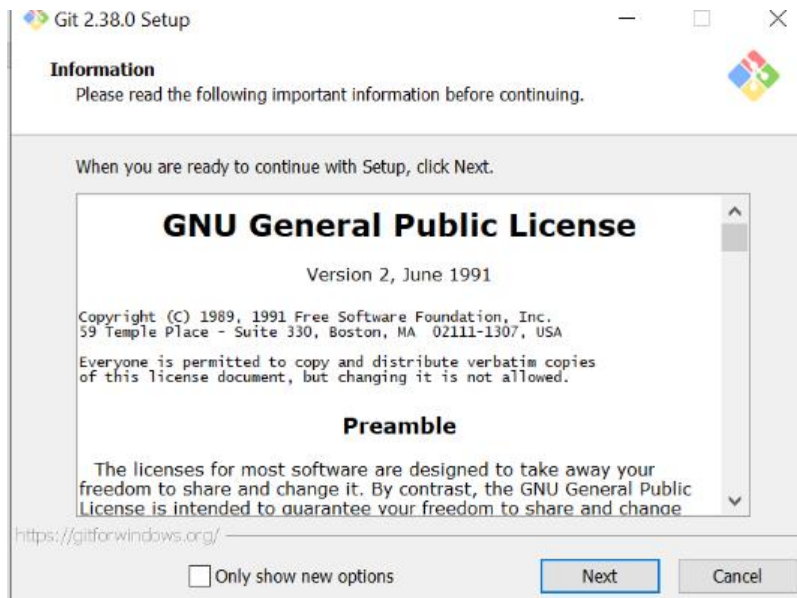 Git 2.38.0 Setup
Information
Please read the following important information before continuing.
When you are ready to continue with Setup, click Next.
GNU General Public License
Version 2, June 1991
Copyright (C) 1989, 1991 Free Software Foundation, Inc.
59 Temple Place - Suite 330, Boston, MA  02111-1307, USA
Everyone is permitted to copy and distribute verbatim copies
of this license document, but changing it is not allowed.
Preamble
The licenses for most software are designed to take away your
freedom to share and change it. By contrast, the GNU General Public
License is intended to guarantee your freedom to share and change
https://gitforwindows.org/
Only show new options
Next
Cancel